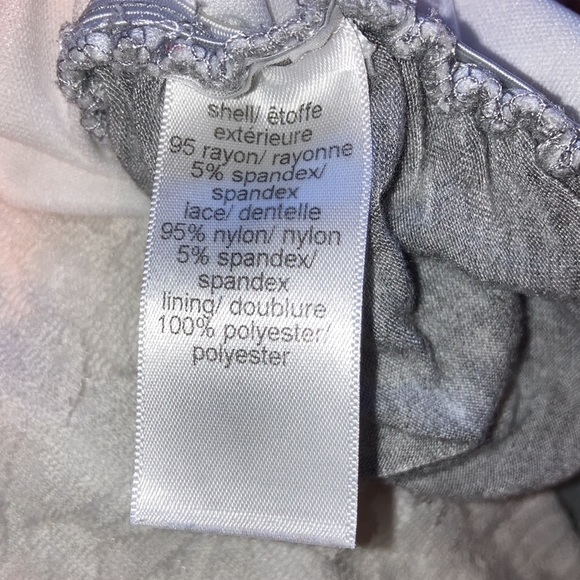 shell/ êtoffe
extérieure
95 rayon/ rayonne
5% spandex/
spandex
lace/ dentelle
95% nylon/ nylon
5% spandex/
spandex
lining/ doublure
100% polyester/
polyester